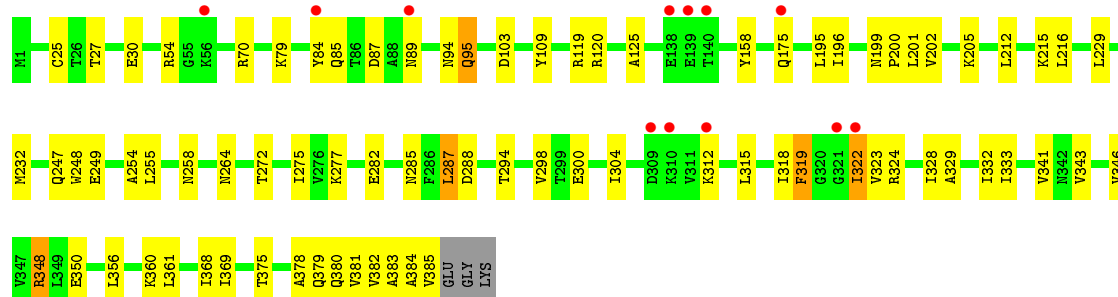 M1 C25 T26 T27 E30 R54 G55 K56 R70 K79 Y84 Q85 T86 D87 A88 N89 N94 Q95 D103 Y109 R119 R120 A125 E138 E139 T140 Y158 Q175 L195 I196 N199 P200 L201 V202 K205 L212 K215 L216 L229
M232 Q247 W248 E249 A254 L255 N258 N264 T272 I275 V276 K277 E282 N285 F286 L287 D288 T294 V298 T299 E300 I304 D309 K310 V311 K312 L315 I318 F319 G320 G321 I322 V323 R324 I328 A329 I332 I333 V341 N342 V343 V346
V347 R348 L349 E350 L356 K360 L361 I368 I369 T375 A378 Q379 Q380 V381 V382 A383 A384 V385 GLU GLY LYS